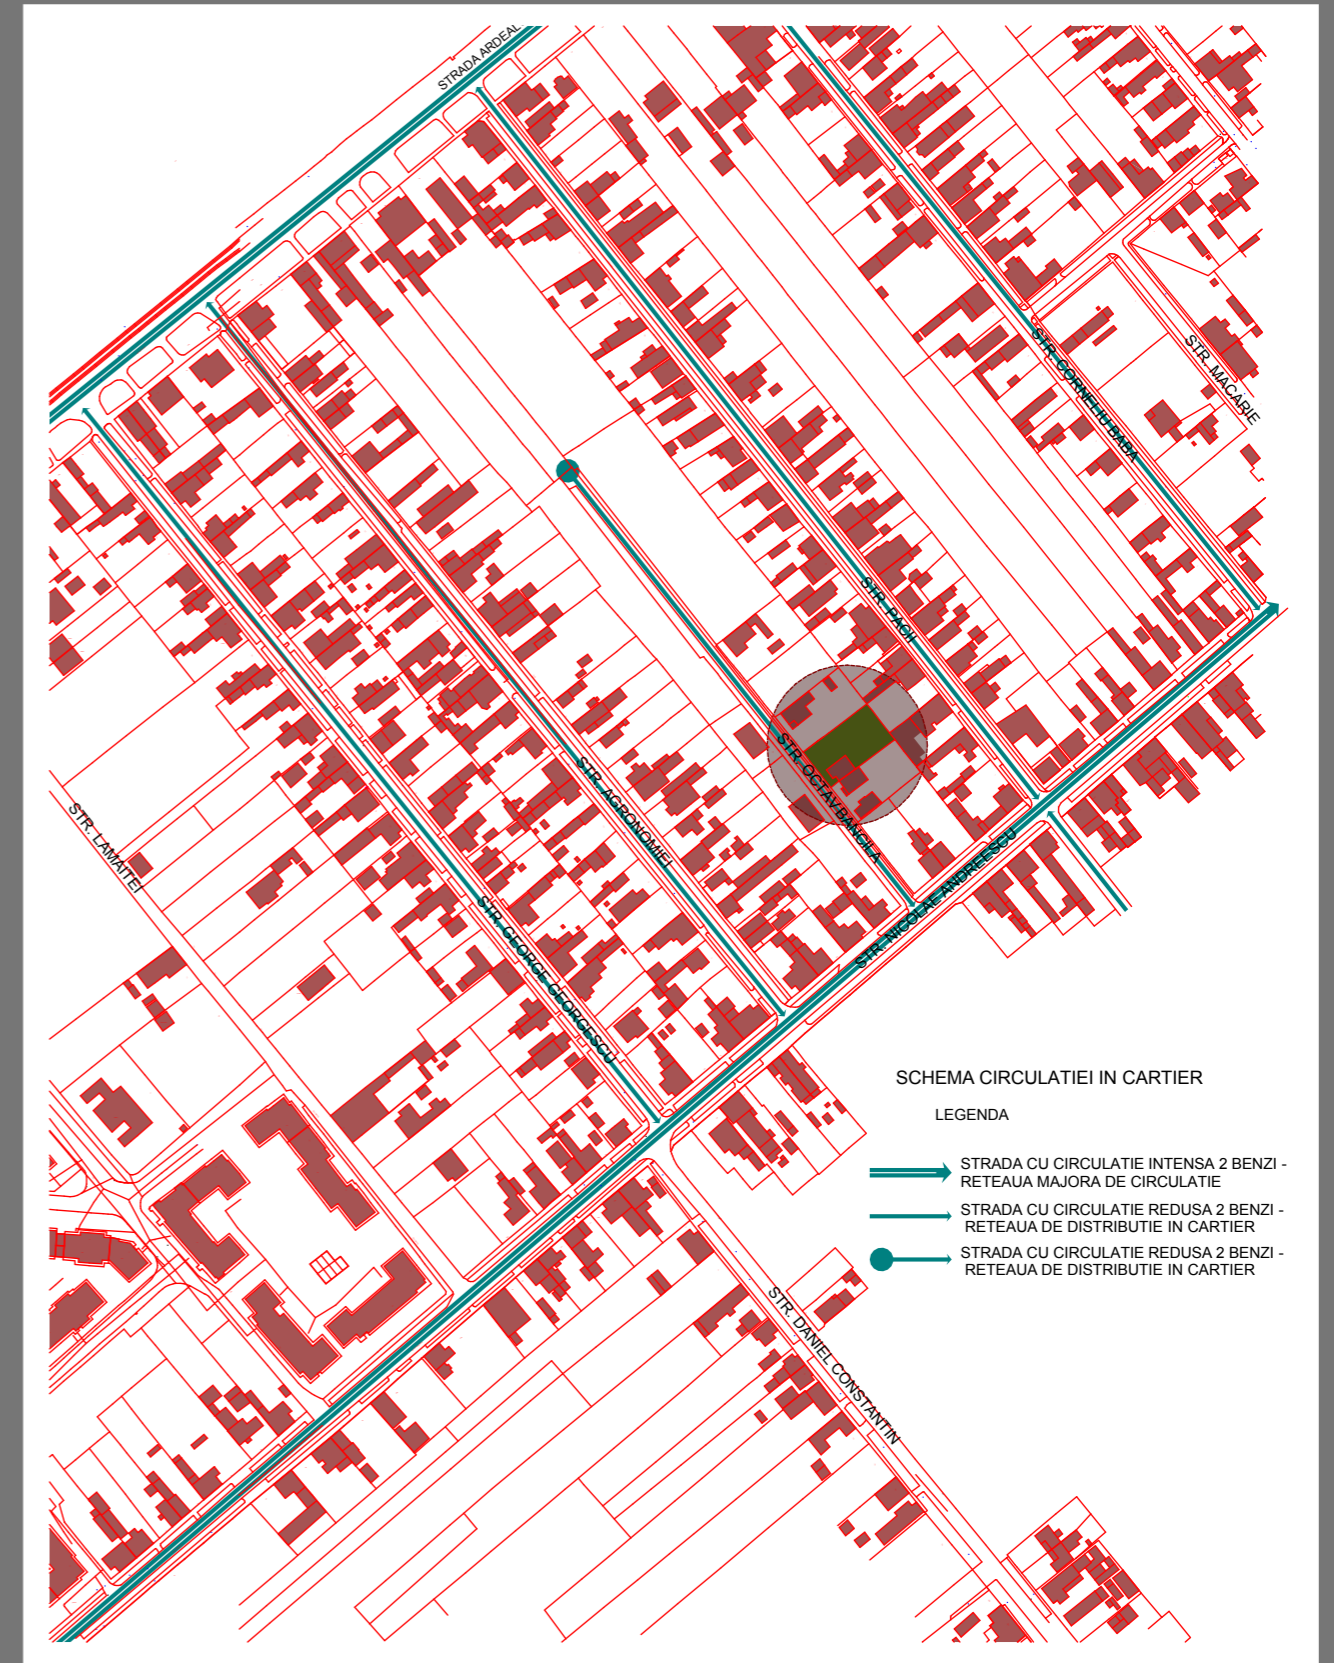 STRADA ARDEAL
STR. CORNELIU BABA
STR. MACARIE
STR. PACII
STR. OCTAV BANCILA
STR. AGRONOMIEI
STR. LAMAITEI
STR. NICOLAE ANDREESCU
STR. GEORGE GEORGESCU
SCHEMA CIRCULATIEI IN CARTIER
LEGENDA
STRADA CU CIRCULATIE INTENSA 2 BENZI -
RETEAUA MAJORA DE CIRCULATIE
STRADA CU CIRCULATIE REDUSA 2 BENZI -
RETEAUA DE DISTRIBUTIE IN CARTIER
STRADA CU CIRCULATIE REDUSA 2 BENZI -
RETEAUA DE DISTRIBUTIE IN CARTIER
STR. DANIEL CONSTANTIN